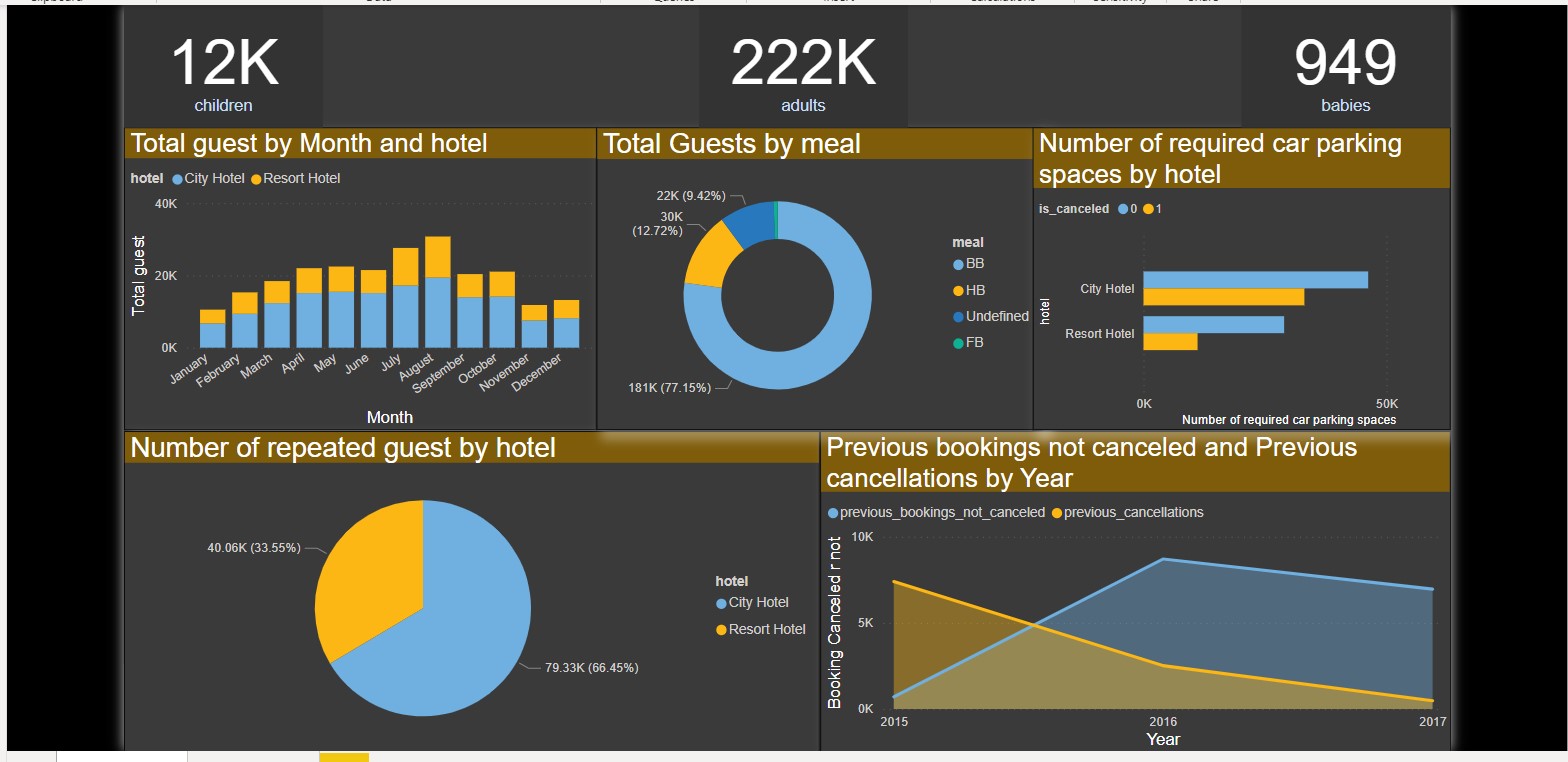 12K
children
222K
adults
949
babies
Total guest by Month and hotel
hotel City Hotel Resort Hotel
40K
20K
0K
Total guest
January
February
March
April
May
June
July
August
September
October
November
December
Month
Total Guests by meal
22K (9.42%)
30K
(12.72%)
181K (77.15%)
meal
BB
HB
Undefined
FB
Number of required car parking
spaces by hotel
is_canceled 0 1
hotel
City Hotel
Resort Hotel
0K
50K
Number of required car parking spaces
Number of repeated guest by hotel
40.06K (33.55%)
79.33K (66.45%)
hotel
City Hotel
Resort Hotel
Previous bookings not canceled and Previous
cancellations by Year
previous_bookings_not_canceled previous_cancellations
10K
5K
0K
Booking Canceled r not
2015
2016
2017
Year